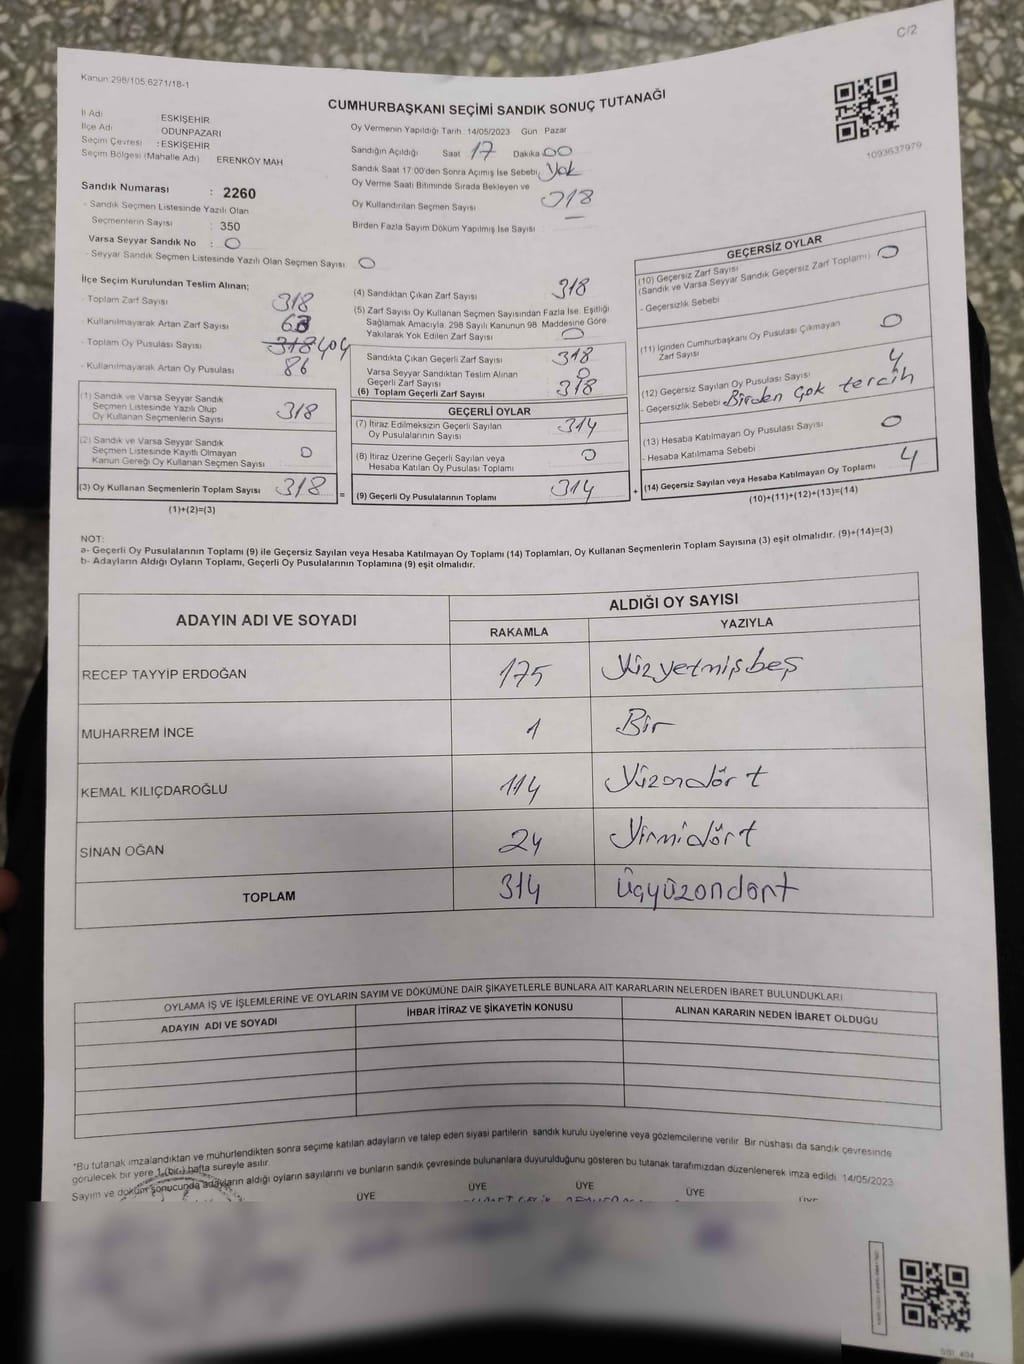 C/2
Kanun:298/105 6271/18-1
CUMHURBAŞKANI SEÇİMİ SANDIK SONUÇ TUTANAĞI
1093637979
İl Adı ESKİŞEHİR
İlçe Adı ODUNPAZARI
Seçim Çevresi : ESKİŞEHİR
Seçim Bölgesi (Mahalle Adı) ERENKÖY MAH
Oy Vermenin Yapıldığı Tarih : 14/05/2023 Gün Pazar
Sandığın Açıldığı Saat 17 Dakika 00
Sandık Saat 17:00'den Sonra Açımış İse Sebebi Yok
Oy Verme Saati Bitiminde Sırada Bekleyen ve
Oy Kullandırılan Seçmen Sayısı 318
Birden Fazla Sayım Döküm Yapılmış İse Sayısı
Sandık Numarası : 2260
- Sandık Seçmen Listesinde Yazılı Olan
Seçmenlerin Sayısı : 350
Varsa Seyyar Sandık No : 0
- Seyyar Sandık Seçmen Listesinde Yazılı Olan Seçmen Sayısı: 0
İlçe Seçim Kurulundan Teslim Alınan;
- Toplam Zarf Sayısı 318
- Kullanılmayarak Artan Zarf Sayısı
- Toplam Oy Pusulası Sayısı 318 404
- Kullanılmayarak Artan Oy Pusulası 86
(1) Sandık ve Varsa Seyyar Sandık
Seçmen Listesinde Yazılı Olup
Oy Kullanan Seçmenlerin Sayısı 318
(2) Sandık ve Varsa Seyyar Sandık
Seçmen Listesinde Kayıtlı Olmayan
Kanun Gereği Oy Kullanan Seçmen Sayısı 0
(3) Oy Kullanan Seçmenlerin Toplam Sayısı 318 =
(1)+(2)=(3)
(4) Sandıktan Çıkan Zarf Sayısı 318
(5) Zarf Sayısı Oy Kullanan Seçmen Sayısından Fazla İse, Eşitliği
Sağlamak Amacıyla, 298 Sayılı Kanunun 98. Maddesine Göre
Yakılarak Yok Edilen Zarf Sayısı 0
Sandıkta Çıkan Geçerli Zarf Sayısı 318
Varsa Seyyar Sandıktan Teslim Alınan
Geçerli Zarf Sayısı 0
(6) Toplam Geçerli Zarf Sayısı 318
GEÇERLİ OYLAR
(7) İtiraz Edilmeksizin Geçerli Sayılan
Oy Pusulalarının Sayısı 314
(8) İtiraz Üzerine Geçerli Sayılan veya
Hesaba Katılan Oy Pusulası Toplamı 0
(9) Geçerli Oy Pusulalarının Toplamı 314 +
GEÇERSİZ OYLAR
(10) Geçersiz Zarf Sayısı 0
(Sandık ve Varsa Seyyar Sandık Geçersiz Zarf Toplamı)
- Geçersizlik Sebebi
(11) İçinden Cumhurbaşkanı Oy Pusulası Çıkmayan
Zarf Sayısı 0
(12) Geçersiz Sayılan Oy Pusulası Sayısı 4
- Geçersizlik Sebebi Birden çok tercih
(13) Hesaba Katılmayan Oy Pusulası Sayısı 0
- Hesaba Katılmama Sebebi
(14) Geçersiz Sayılan veya Hesaba Katılmayan Oy Toplamı 4
(10)+(11)+(12)+(13)=(14)
NOT:
a- Geçerli Oy Pusulalarının Toplamı (9) ile Geçersiz Sayılan veya Hesaba Katılmayan Oy Toplamı (14) Toplamları, Oy Kullanan Seçmenlerin Toplam Sayısına (3) eşit olmalıdır. (9)+(14)=(3)
b- Adayların Aldığı Oyların Toplamı, Geçerli Oy Pusulalarının Toplamına (9) eşit olmalıdır.
ADAYIN ADI VE SOYADI
ALDIĞI OY SAYISI
RAKAMLA YAZIYLA
RECEP TAYYİP ERDOĞAN 175 Yüzyetmişbeş
MUHARREM İNCE 1 Bir
KEMAL KILIÇDAROĞLU 114 Yüzondört
SİNAN OĞAN 24 Yirmidört
TOPLAM 314 Üçyüzondört
OYLAMA İŞ VE İŞLEMLERİNE VE OYLARIN SAYIM VE DÖKÜMÜNE DAİR ŞİKAYETLERLE BUNLARA AİT KARARLARIN NELERDEN İBARET BULUNDUKLARI
ADAYIN ADI VE SOYADI İHBAR İTİRAZ VE ŞİKAYETİN KONUSU ALINAN KARARIN NEDEN İBARET OLDUĞU
*Bu tutanak imzalandıktan ve mühürlendikten sonra seçime katılan adayların ve talep eden siyasi partilerin sandık kurulu üyelerine veya gözlemcilerine verilir. Bir nüshası da sandık çevresinde
görülecek bir yere 1 (bir) hafta süreyle asılır.
Sayım ve döküm sonucunda adayların aldığı oyların sayılarını ve bunların sandık çevresinde bulunanlara duyurulduğunu gösteren bu tutanak tarafımızdan düzenlenerek imza edildi. 14/05/2023
ÜYE ÜYE ÜYE ÜYE